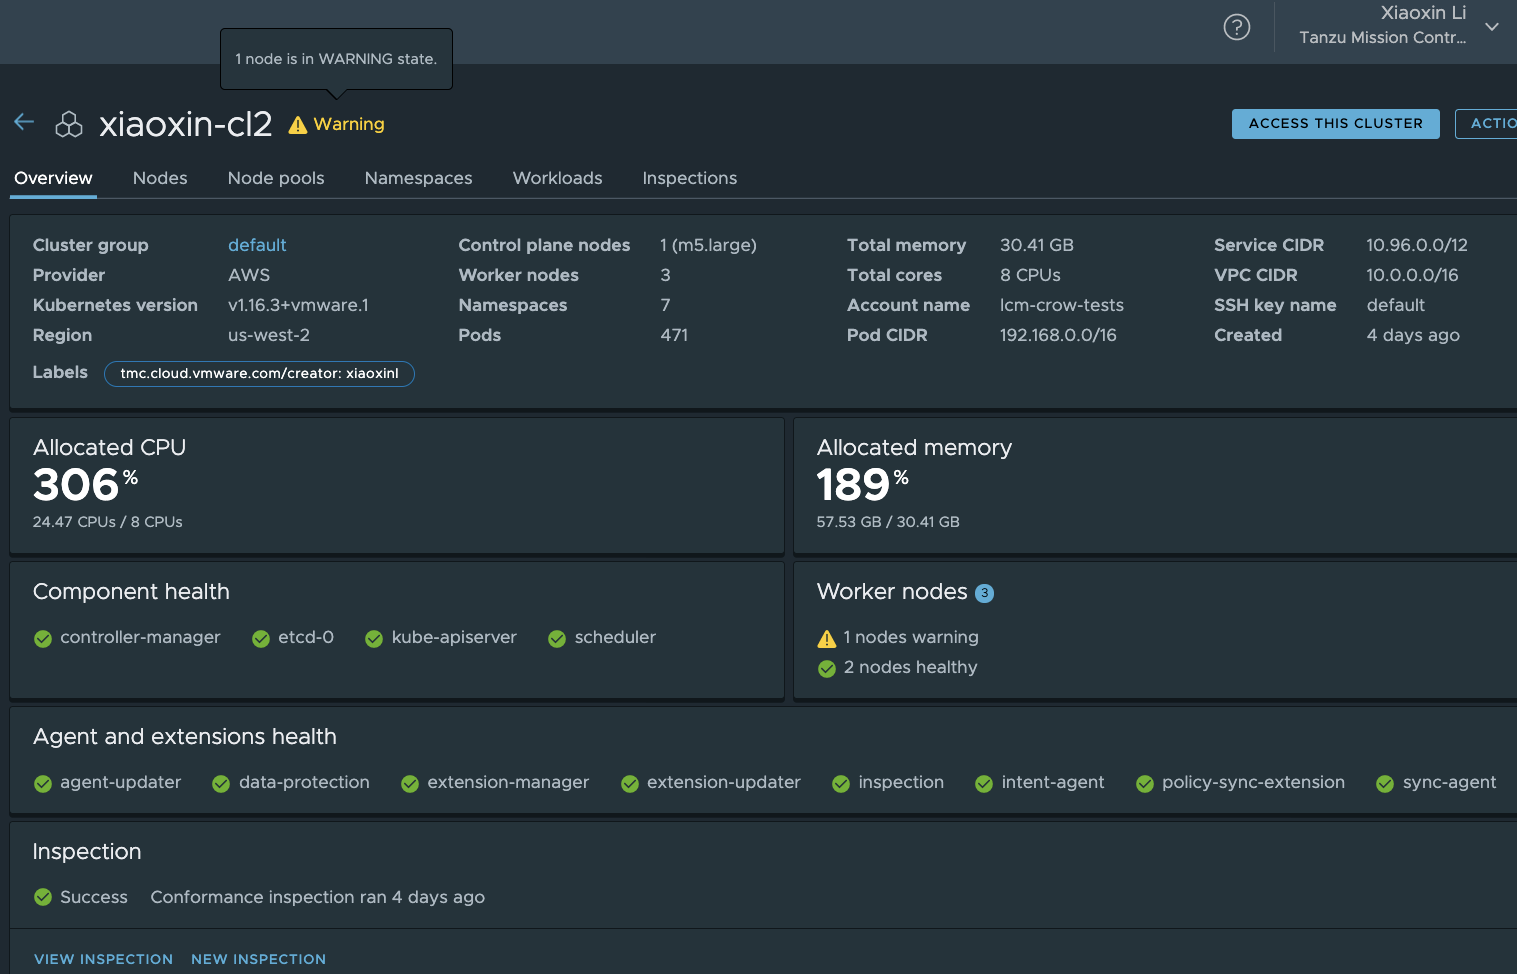 Xiaoxin Li
Tanzu Mission Contr...
1 node is in WARNING state.
xiaoxin-cl2 Warning
ACCESS THIS CLUSTER
ACTIO
Overview Nodes Node pools Namespaces Workloads Inspections
Cluster group default
Provider AWS
Kubernetes version v1.16.3+vmware.1
Region us-west-2
Control plane nodes 1 (m5.large)
Worker nodes 3
Namespaces 7
Pods 471
Total memory 30.41 GB
Total cores 8 CPUs
Account name lcm-crow-tests
Pod CIDR 192.168.0.0/16
Service CIDR 10.96.0.0/12
VPC CIDR 10.0.0.0/16
SSH key name default
Created 4 days ago
Labels tmc.cloud.vmware.com/creator: xiaoxinl
Allocated CPU
306%
24.47 CPUs / 8 CPUs
Allocated memory
189%
57.53 GB / 30.41 GB
Component health
controller-manager etcd-0 kube-apiserver scheduler
Worker nodes 3
1 nodes warning
2 nodes healthy
Agent and extensions health
agent-updater data-protection extension-manager extension-updater inspection intent-agent policy-sync-extension sync-agent
Inspection
Success Conformance inspection ran 4 days ago
VIEW INSPECTION NEW INSPECTION